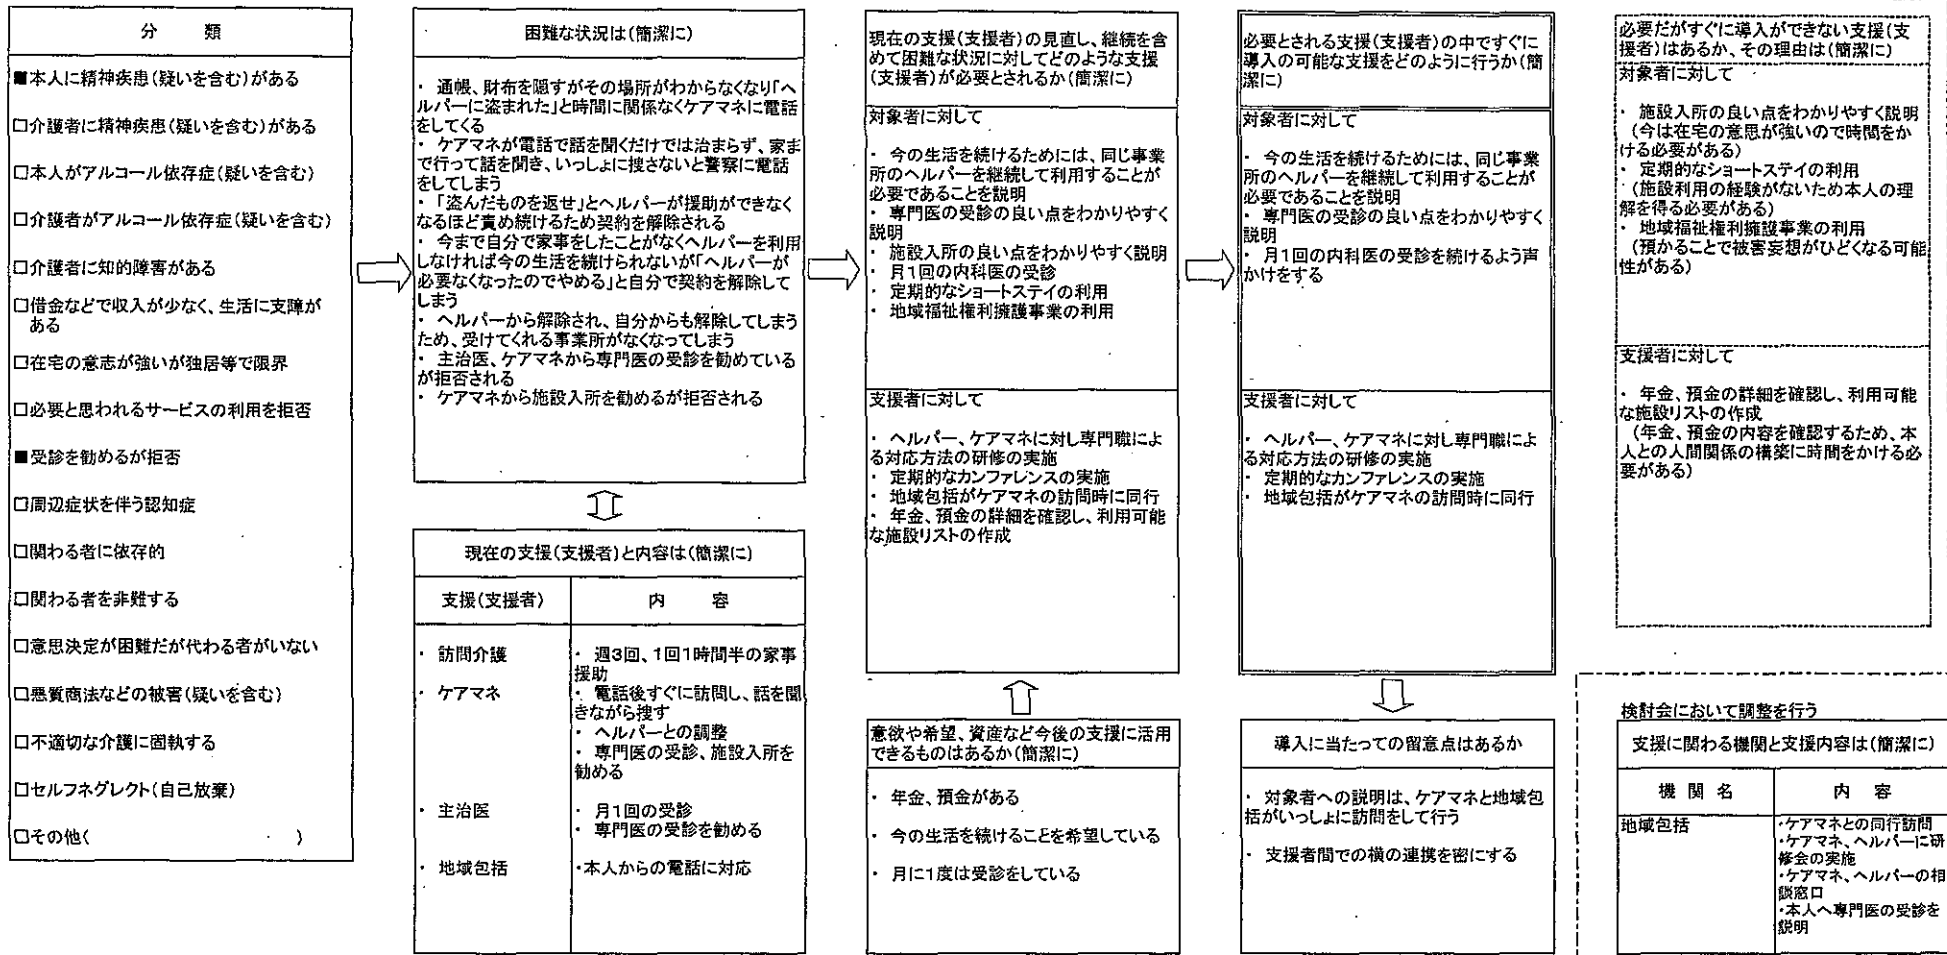 分　類
■本人に精神疾患(疑いを含む)がある
□介護者に精神疾患(疑いを含む)がある
□本人がアルコール依存症(疑いを含む)
□介護者がアルコール依存症(疑いを含む)
□介護者に知的障害がある
□借金などで収入が少なく、生活に支障が
ある
□在宅の意志が強いが独居等で限界
□必要と思われるサービスの利用を拒否
■受診を勧めるが拒否
□周辺症状を伴う認知症
□関わる者に依存的
□関わる者を非難する
□意思決定が困難だが代わる者がいない
□悪質商法などの被害(疑いを含む)
□不適切な介護に固執する
□セルフネグレクト(自己放棄)
□その他(　　　　　)
困難な状況は(簡潔に)
・ 通帳、財布を隠すがその場所がわからなくなり「ヘ
ルパーに盗まれた」と時間に関係なくケアマネに電話
をしてくる
・ ケアマネが電話で話を聞くだけでは治まらず、家ま
で行って話を聞き、いっしょに捜さないと警察に電話
をしてしまう
・ 「盗んだものを返せ」とヘルパーが援助ができなく
なるほど責め続けるため契約を解除される
・ 今まで自分で家事をしたことがなくヘルパーを利用
しなければ今の生活を続けられないが「ヘルパーが
必要なくなったのでやめる」と自分で契約を解除して
しまう
・ ヘルパーから解除され、自分からも解除してしまう
ため、受けてくれる事業所がなくなってしまう
・ 主治医、ケアマネから専門医の受診を勧めている
が拒否される
・ ケアマネから施設入所を勧めるが拒否される
現在の支援(支援者)と内容は(簡潔に)
支援(支援者)
内　容
・ 訪問介護
・ 週3回、1回1時間半の家事
援助
・ ケアマネ
・ 電話後すぐに訪問し、話を聞
きながら捜す
・ ヘルパーとの調整
・ 専門医の受診、施設入所を
勧める
・ 主治医
・ 月1回の受診
・ 専門医の受診を勧める
・ 地域包括
・本人からの電話に対応
現在の支援(支援者)の見直し、継続を含
めて困難な状況に対してどのような支援
(支援者)が必要とされるか(簡潔に)
対象者に対して
・ 今の生活を続けるためには、同じ事業
所のヘルパーを継続して利用することが
必要であることを説明
・ 専門医の受診の良い点をわかりやすく
説明
・ 施設入所の良い点をわかりやすく説明
・ 月1回の内科医の受診
・ 定期的なショートステイの利用
・ 地域福祉権利擁護事業の利用
支援者に対して
・ ヘルパー、ケアマネに対し専門職によ
る対応方法の研修の実施
・ 定期的なカンファレンスの実施
・ 地域包括がケアマネの訪問時に同行
・ 年金、預金の詳細を確認し、利用可能
な施設リストの作成
意欲や希望、資産など今後の支援に活用
できるものはあるか(簡潔に)
・ 年金、預金がある
・ 今の生活を続けることを希望している
・ 月に1度は受診をしている
必要とされる支援(支援者)の中ですぐに
導入の可能な支援をどのように行うか(簡
潔に)
対象者に対して
・ 今の生活を続けるためには、同じ事業
所のヘルパーを継続して利用することが
必要であることを説明
・ 専門医の受診の良い点をわかりやすく
説明
・ 月1回の内科医の受診を続けるよう声
かけをする
支援者に対して
・ ヘルパー、ケアマネに対し専門職によ
る対応方法の研修の実施
・ 定期的なカンファレンスの実施
・ 地域包括がケアマネの訪問時に同行
導入に当たっての留意点はあるか
・ 対象者への説明は、ケアマネと地域包
括がいっしょに訪問をして行う
・ 支援者間での横の連携を密にする
必要だがすぐに導入ができない支援(支
援者)はあるか、その理由は(簡潔に)
対象者に対して
・ 施設入所の良い点をわかりやすく説明
(今は在宅の意思が強いので時間をか
ける必要がある)
・ 定期的なショートステイの利用
(施設利用の経験がないため本人の理
解を得る必要がある)
・ 地域福祉権利擁護事業の利用
(預かることで被害妄想がひどくなる可能
性がある)
支援者に対して
・ 年金、預金の詳細を確認し、利用可能
な施設リストの作成
(年金、預金の内容を確認するため、本
人との人間関係の構築に時間をかける必
要がある)
検討会において調整を行う
支援に関わる機関と支援内容は(簡潔に)
機 関 名
内　容
地域包括
・ケアマネとの同行訪問
・ケアマネ、ヘルパーに研
修会の実施
・ケアマネ、ヘルパーの相
談窓口
・本人へ専門医の受診を
説明